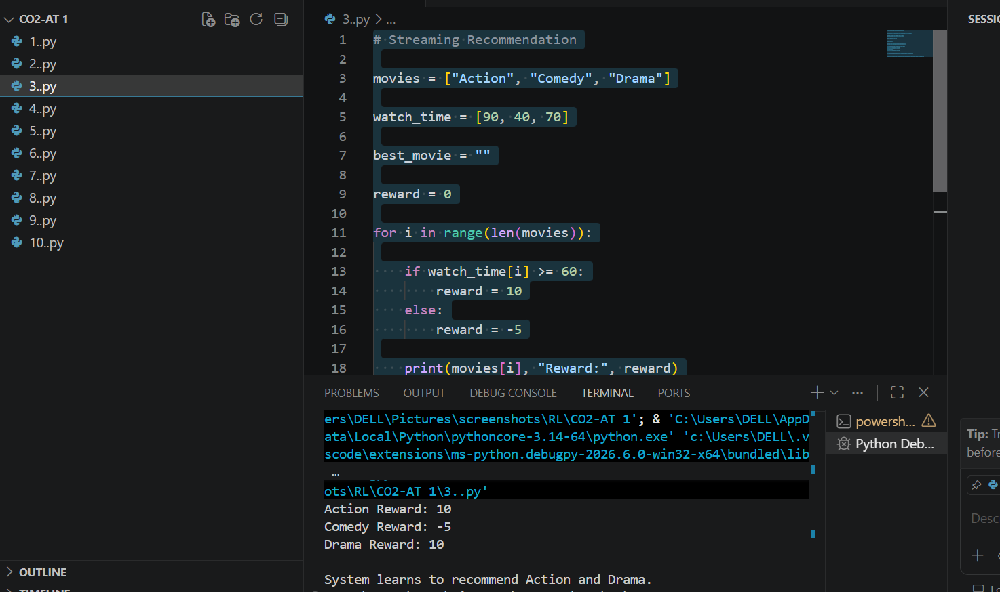 CO2-AT 1
1..py
2..py
3..py
4..py
5..py
6..py
7..py
8..py
9..py
10..py
OUTLINE
TIMELINE
3..py > ...
1 # Streaming Recommendation
2
3 movies = ["Action", "Comedy", "Drama"]
4
5 watch_time = [90, 40, 70]
6
7 best_movie = ""
8
9 reward = 0
10
11 for i in range(len(movies)):
12
13     if watch_time[i] >= 60:
14         reward = 10
15     else:
16         reward = -5
17
18     print(movies[i], "Reward:", reward)
PROBLEMS OUTPUT DEBUG CONSOLE TERMINAL PORTS
ers\DELL\Pictures\screenshots\RL\CO2-AT 1'; & 'C:\Users\DELL\AppD
ata\Local\Python\pythoncore-3.14-64\python.exe' 'c:\Users\DELL\.v
scode\extensions\ms-python.debugpy-2026.6.0-win32-x64\bundled\lib
...
ots\RL\CO2-AT 1\3..py'
Action Reward: 10
Comedy Reward: -5
Drama Reward: 10
System learns to recommend Action and Drama.
powersh...
Python Deb...
SESSIO
Tip: Tr
before
Desc